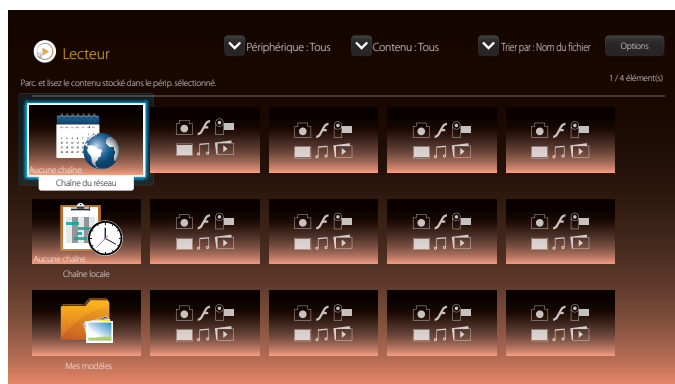 Lecteur
Périphérique : Tous
Contenu : Tous
Trier par : Nom du fichier
Options
Parc. et lisez le contenu stocké dans le périp. sélectionné.
1 / 4 élément(s)
Aucune chaîne.
Chaîne du réseau
Aucune chaîne.
Chaîne locale
Mes modèles